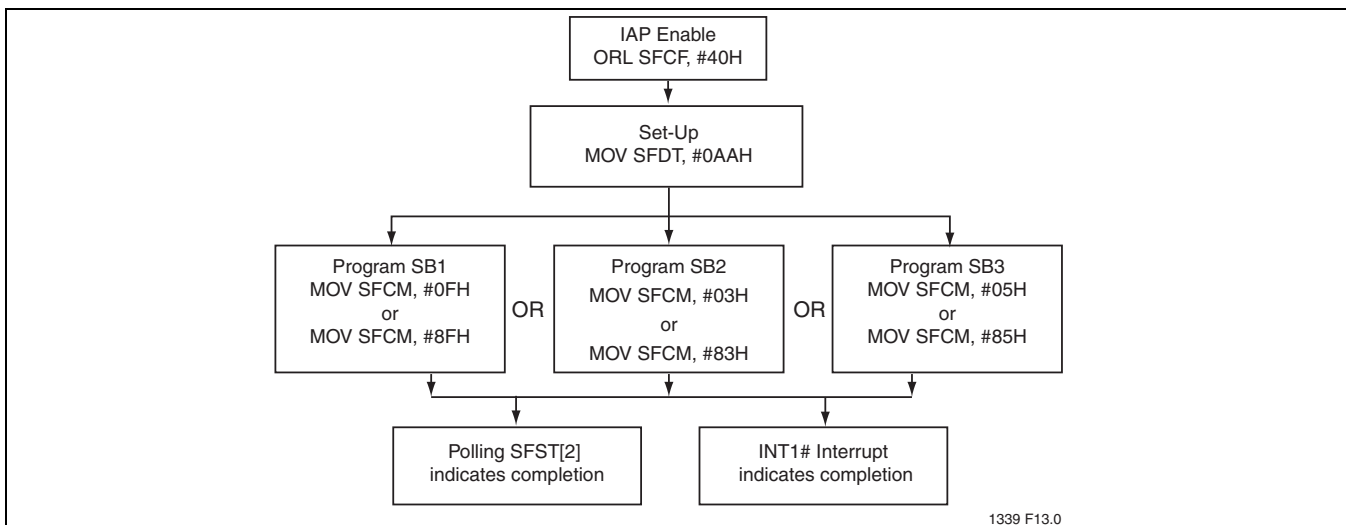 IAP Enable
ORL SFCF, #40H
Set-Up
MOV SFDT, #0AAH
Program SB1
MOV SFCM, #0FH
or
MOV SFCM, #8FH
OR
Program SB2
MOV SFCM, #03H
or
MOV SFCM, #83H
OR
Program SB3
MOV SFCM, #05H
or
MOV SFCM, #85H
Polling SFST[2]
indicates completion
INT1# Interrupt
indicates completion
1339 F13.0